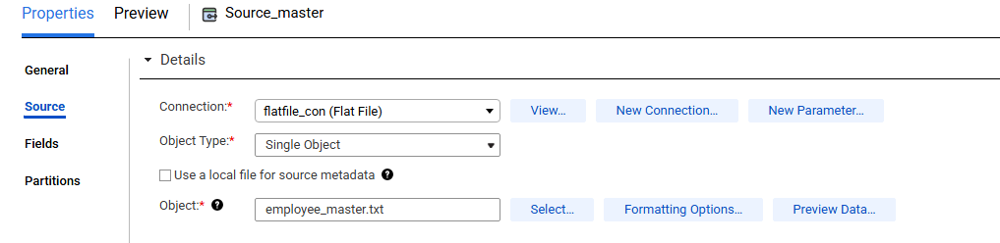 Properties Preview Source_master
General
Source
Fields
Partitions
Details
Connection:* flatfile_con (Flat File) View... New Connection... New Parameter...
Object Type:* Single Object
Use a local file for source metadata ?
Object:* ? employee_master.txt Select... Formatting Options... Preview Data...